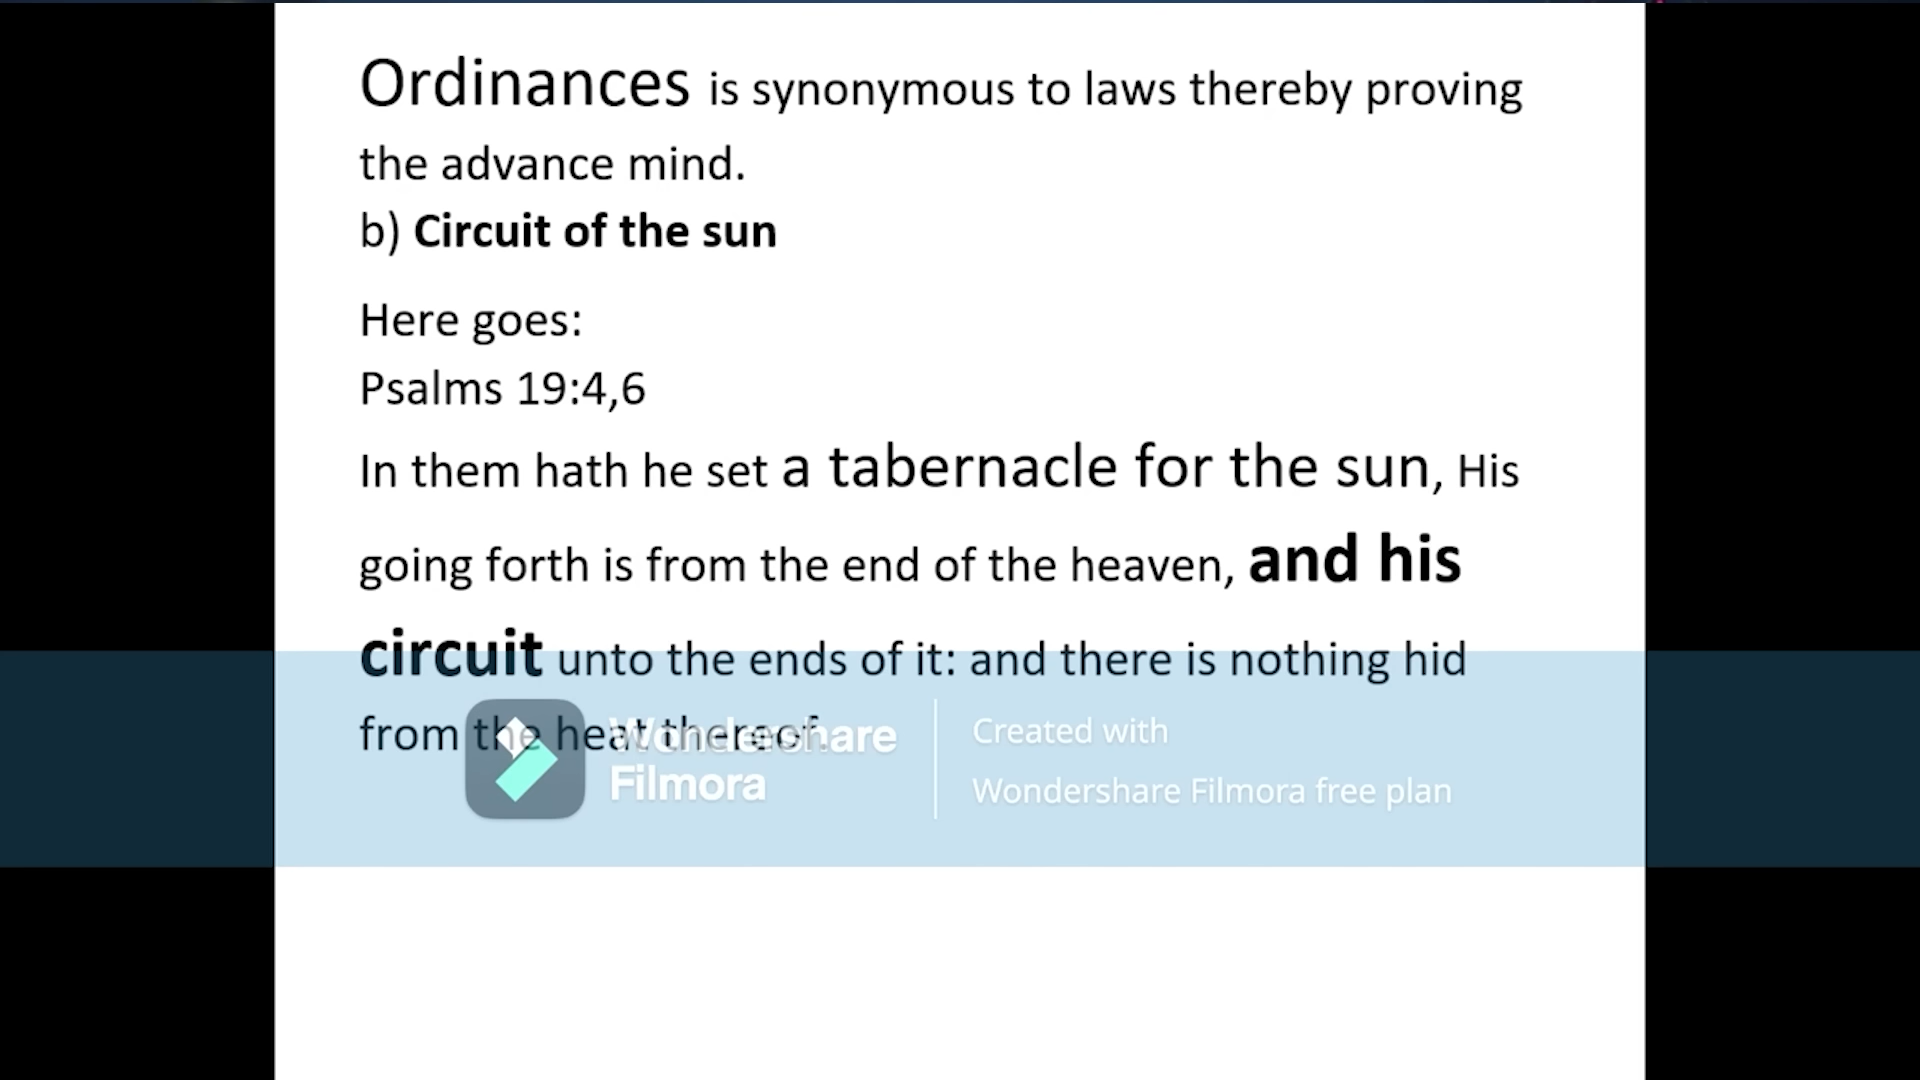 Ordinances is synonymous to laws thereby proving
the advance mind.
b) Circuit of the sun
Here goes:
Psalms 19:4,6
In them hath he set a tabernacle for the sun, His
going forth is from the end of the heaven, and his
circuit unto the ends of it: and there is nothing hid
from the heat thereof.
Wondershare
Filmora
Created with
Wondershare Filmora free plan